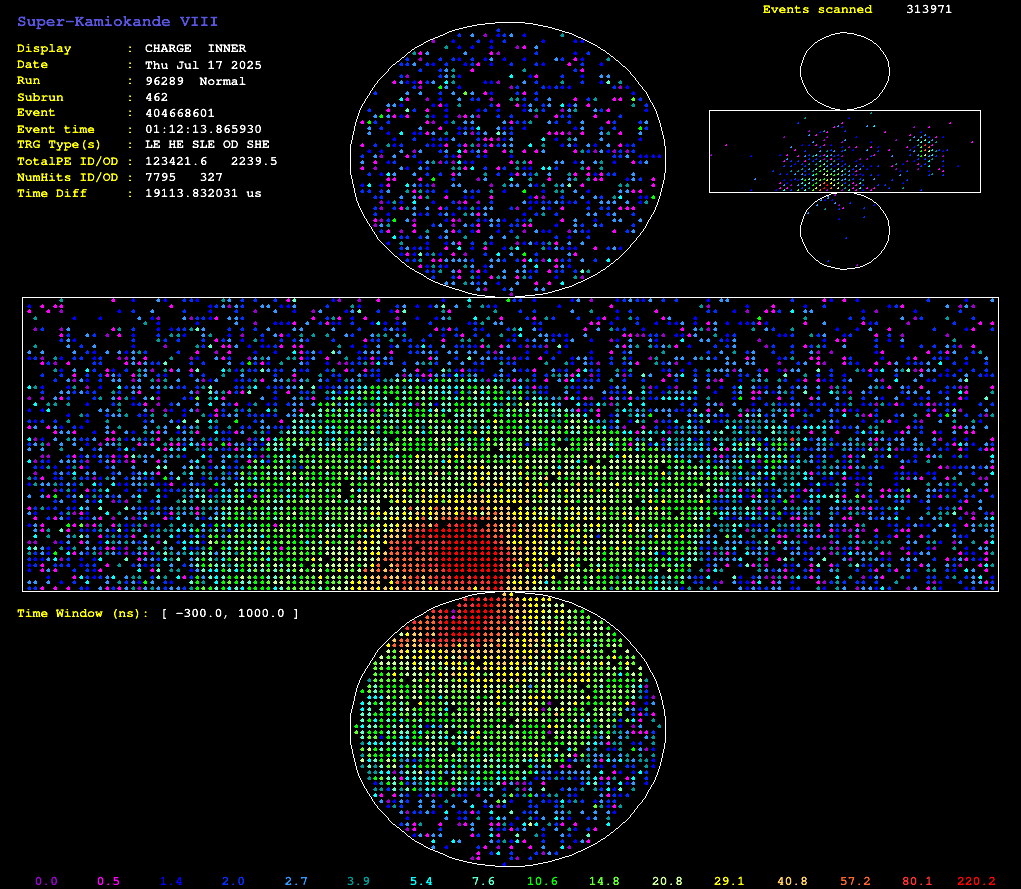 Super-Kamiokande VIII
Events scanned 313971
Display : CHARGE INNER
Date : Thu Jul 17 2025
Run : 96289 Normal
Subrun : 462
Event : 404668601
Event time : 01:12:13.865930
TRG Type(s) : LE HE SLE OD SHE
TotalPE ID/OD : 123421.6 2239.5
NumHits ID/OD : 7795 327
Time Diff : 19113.832031 us
Time Window (ns): [ -300.0, 1000.0 ]
0.0 0.5 1.4 2.0 2.7 3.9 5.4 7.6 10.6 14.8 20.8 29.1 40.8 57.2 80.1 220.2